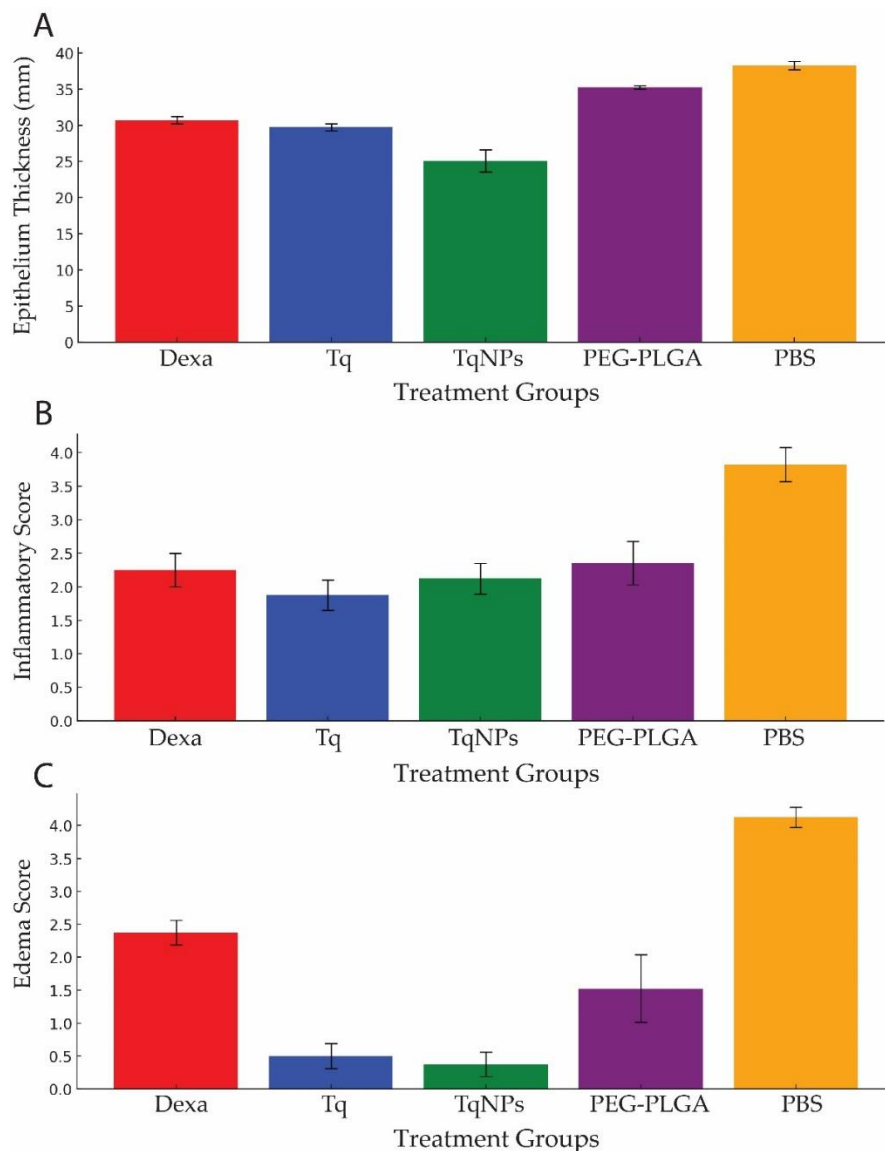 A
Epithelium Thickness (mm)
40
35
30
25
20
15
10
5
0
Dexa Tq TqNPs PEG-PLGA PBS
Treatment Groups
B
Inflammatory Score
4.0
3.5
3.0
2.5
2.0
1.5
1.0
0.5
0.0
Dexa Tq TqNPs PEG-PLGA PBS
Treatment Groups
C
Edema Score
4.0
3.5
3.0
2.5
2.0
1.5
1.0
0.5
0.0
Dexa Tq TqNPs PEG-PLGA PBS
Treatment Groups